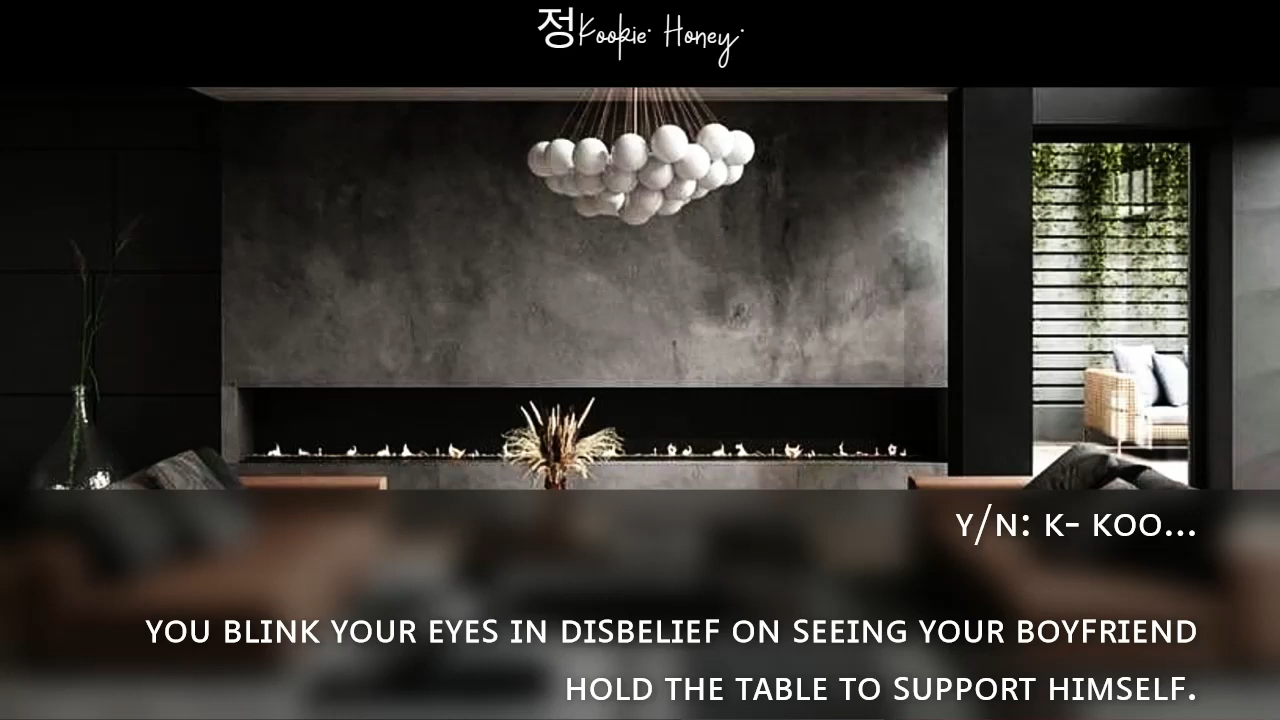 정Kookie Honey
Y/N: K- KOO...
YOU BLINK YOUR EYES IN DISBELIEF ON SEEING YOUR BOYFRIEND
HOLD THE TABLE TO SUPPORT HIMSELF.